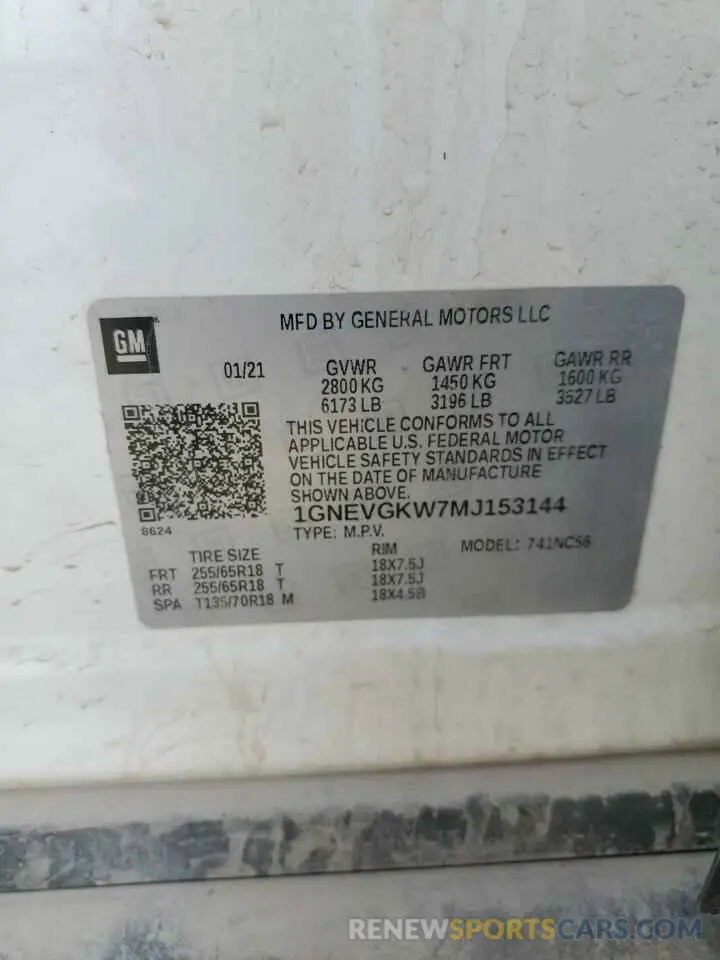 GM
MFD BY GENERAL MOTORS LLC
01/21 GVWR GAWR FRT GAWR RR
2800 KG 1450 KG 1600 KG
6173 LB 3196 LB 3527 LB
THIS VEHICLE CONFORMS TO ALL
APPLICABLE U.S. FEDERAL MOTOR
VEHICLE SAFETY STANDARDS IN EFFECT
ON THE DATE OF MANUFACTURE
SHOWN ABOVE.
1GNEVGKW7MJ153144
8624
TYPE: M.P.V.
TIRE SIZE RIM MODEL: 741NC56
FRT 255/65R18 T 18X7.5J
RR 255/65R18 T 18X7.5J
SPA T135/70R18 M 18X4.5B
RENEWSPORTSCARS.COM